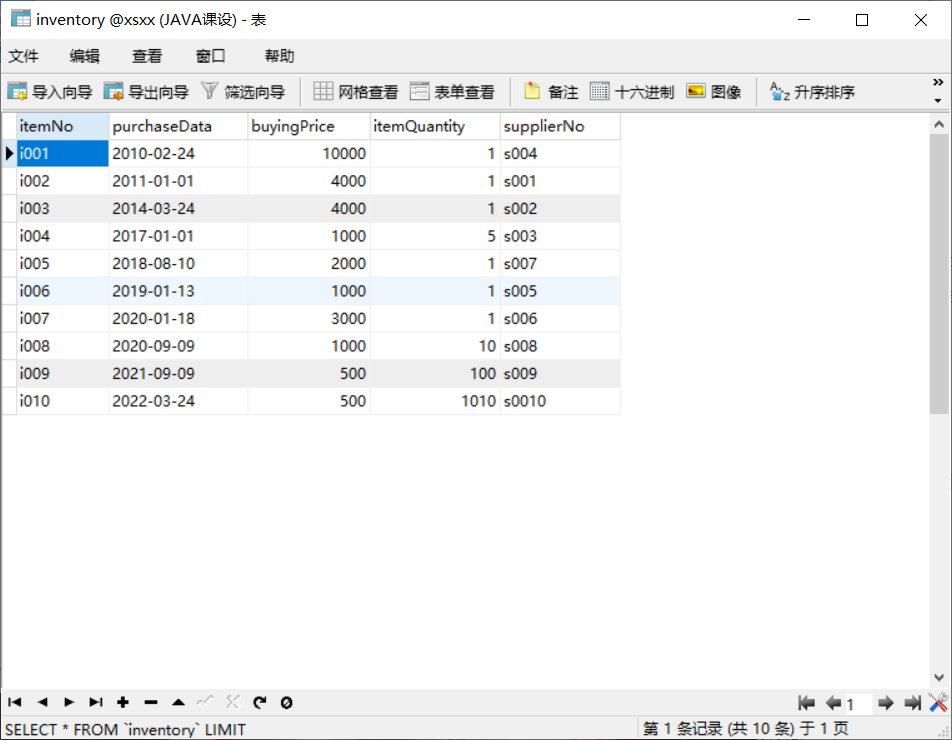 inventory @xsxx (JAVA课设) - 表
文件 编辑 查看 窗口 帮助
导入向导 导出向导 筛选向导 网格查看 表单查看 备注 十六进制 图像 升序排序
itemNo purchaseData buyingPrice itemQuantity supplierNo
i001 2010-02-24 10000 1 s004
i002 2011-01-01 4000 1 s001
i003 2014-03-24 4000 1 s002
i004 2017-01-01 1000 5 s003
i005 2018-08-10 2000 1 s007
i006 2019-01-13 1000 1 s005
i007 2020-01-18 3000 1 s006
i008 2020-09-09 1000 10 s008
i009 2021-09-09 500 100 s009
i010 2022-03-24 500 1010 s0010
1
SELECT * FROM `inventory` LIMIT 第 1 条记录 (共 10 条) 于 1 页